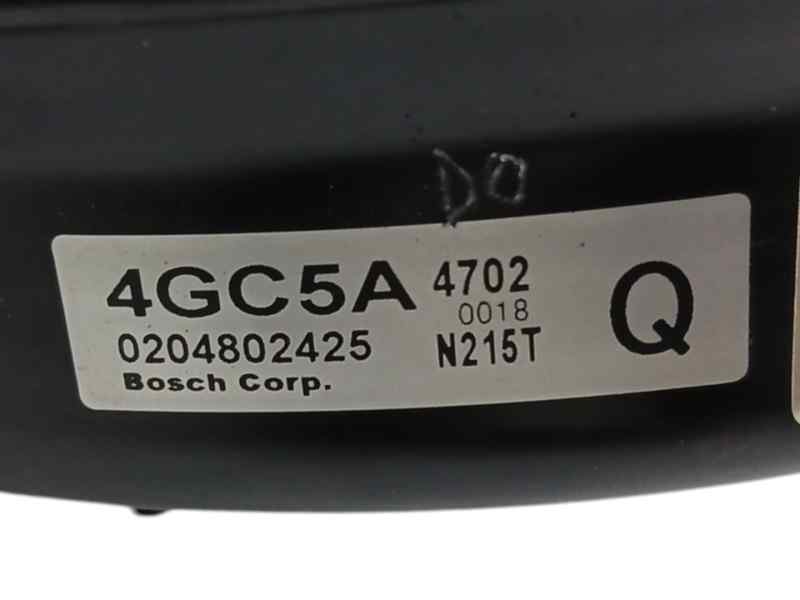 DO
4GC5A 4702
0018
0204802425 N215T
Bosch Corp.
Q